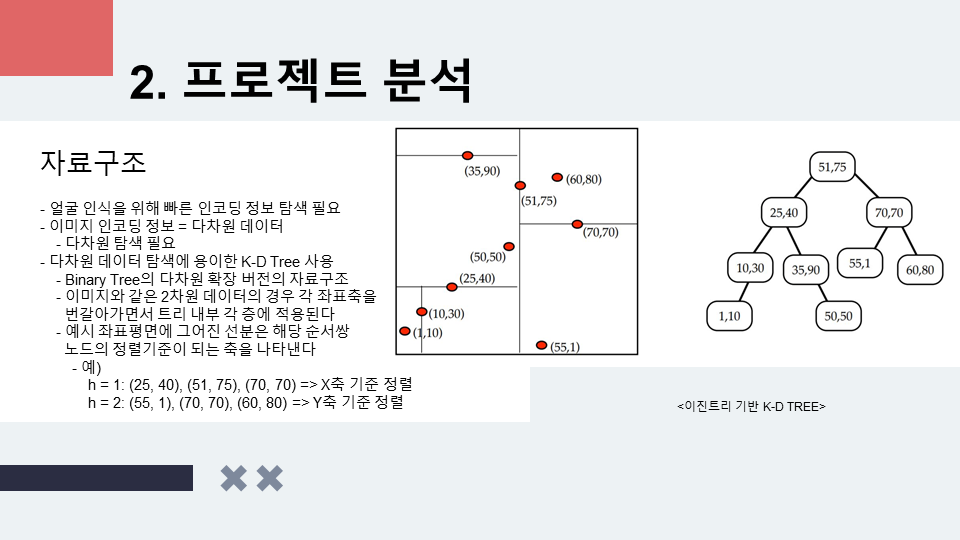 2. 프로젝트 분석
자료구조
- 얼굴 인식을 위해 빠른 인코딩 정보 탐색 필요
- 이미지 인코딩 정보 = 다차원 데이터
- 다차원 탐색 필요
- 다차원 데이터 탐색에 용이한 K-D Tree 사용
- Binary Tree의 다차원 확장 버전의 자료구조
- 이미지와 같은 2차원 데이터의 경우 각 좌표축을
번갈아가면서 트리 내부 각 층에 적용된다
- 예시 좌표평면에 그어진 선분은 해당 순서쌍
노드의 정렬기준이 되는 축을 나타낸다
- 예)
h = 1: (25, 40), (51, 75), (70, 70) => X축 기준 정렬
h = 2: (55, 1), (70, 70), (60, 80) => Y축 기준 정렬
(35,90)
(60,80)
(51,75)
(70,70)
(50,50)
(25,40)
(10,30)
(1,10)
(55,1)
51,75
25,40
70,70
10,30
35,90
55,1
60,80
1,10
50,50
<이진트리 기반 K-D TREE>